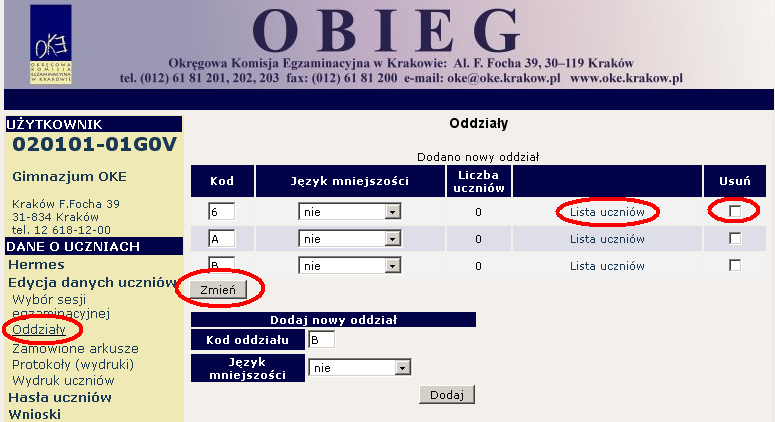 OBIEG
OKE
OKRĘGOWA
KOMISJA
EGZAMINACYJNA
W KRAKOWIE
Okręgowa Komisja Egzaminacyjna w Krakowie: Al. F. Focha 39, 30-119 Kraków
tel. (012) 61 81 201, 202, 203 fax: (012) 61 81 200 e-mail: oke@oke.krakow.pl www.oke.krakow.pl
UŻYTKOWNIK
020101-01G0V
Gimnazjum OKE
Kraków F.Focha 39
31-834 Kraków
tel. 12 618-12-00
DANE O UCZNIACH
Hermes
Edycja danych uczniów
Wybór sesji
egzaminacyjnej
Oddziały
Zamówione arkusze
Protokoły (wydruki)
Wydruk uczniów
Hasła uczniów
Wnioski
Oddziały
Dodano nowy oddział
Kod Język mniejszości Liczba uczniów Usuń
6 nie 0 Lista uczniów
A nie 0 Lista uczniów
B nie 0 Lista uczniów
Zmień
Dodaj nowy oddział
Kod oddziału B
Język mniejszości nie
Dodaj